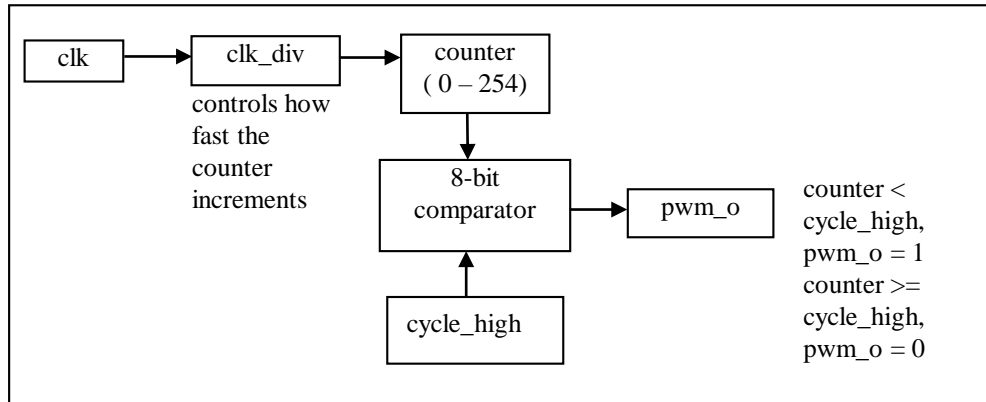 clk
clk_div
counter
( 0 – 254)
controls how
fast the
counter
increments
8-bit
comparator
pwm_o
counter <
cycle_high,
pwm_o = 1
counter >=
cycle_high,
pwm_o = 0
cycle_high